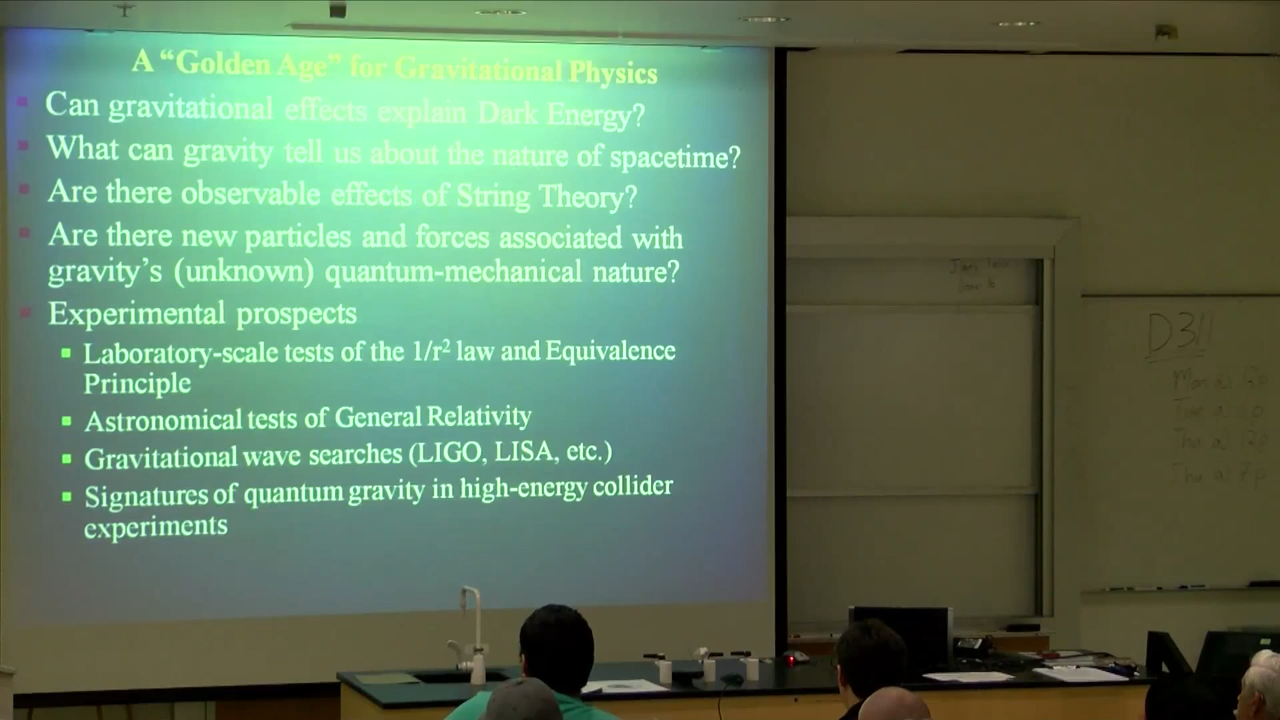 A “Golden Age” for Gravitational Physics
Can gravitational effects explain Dark Energy?
What can gravity tell us about the nature of spacetime?
Are there observable effects of String Theory?
Are there new particles and forces associated with
gravity’s (unknown) quantum-mechanical nature?
Experimental prospects
Laboratory-scale tests of the 1/r² law and Equivalence
Principle
Astronomical tests of General Relativity
Gravitational wave searches (LIGO, LISA, etc.)
Signatures of quantum gravity in high-energy collider
experiments